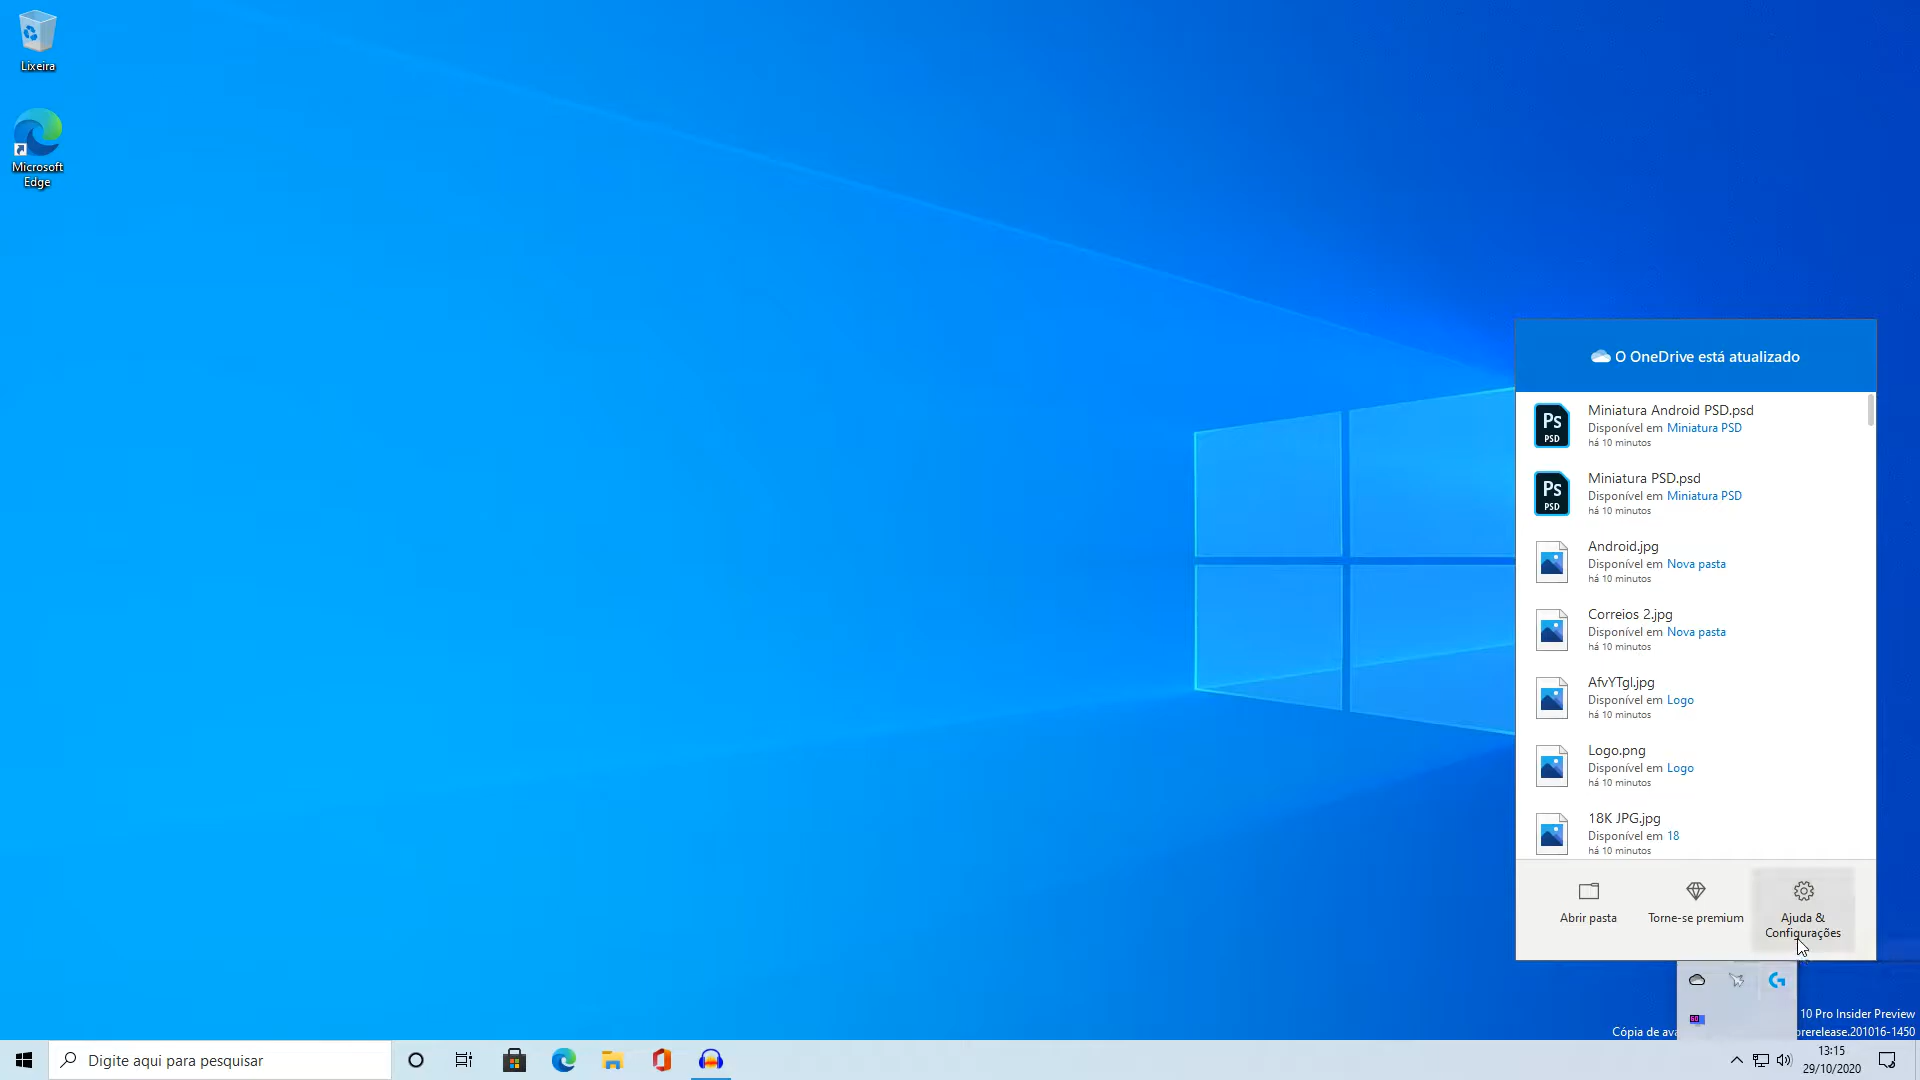 Lixeira
Microsoft
Edge
O OneDrive está atualizado
Ps
PSD
Miniatura Android PSD.psd
Disponível em Miniatura PSD
há 10 minutos
Ps
PSD
Miniatura PSD.psd
Disponível em Miniatura PSD
há 10 minutos
Android.jpg
Disponível em Nova pasta
há 10 minutos
Correios 2.jpg
Disponível em Nova pasta
há 10 minutos
AfvYTgl.jpg
Disponível em Logo
há 10 minutos
Logo.png
Disponível em Logo
há 10 minutos
18K JPG.jpg
Disponível em 18
há 10 minutos
Abrir pasta
Torne-se premium
Ajuda &
Configurações
10 Pro Insider Preview
Cópia de ava
rerelease.201016-1450
Digite aqui para pesquisar
13:15
29/10/2020